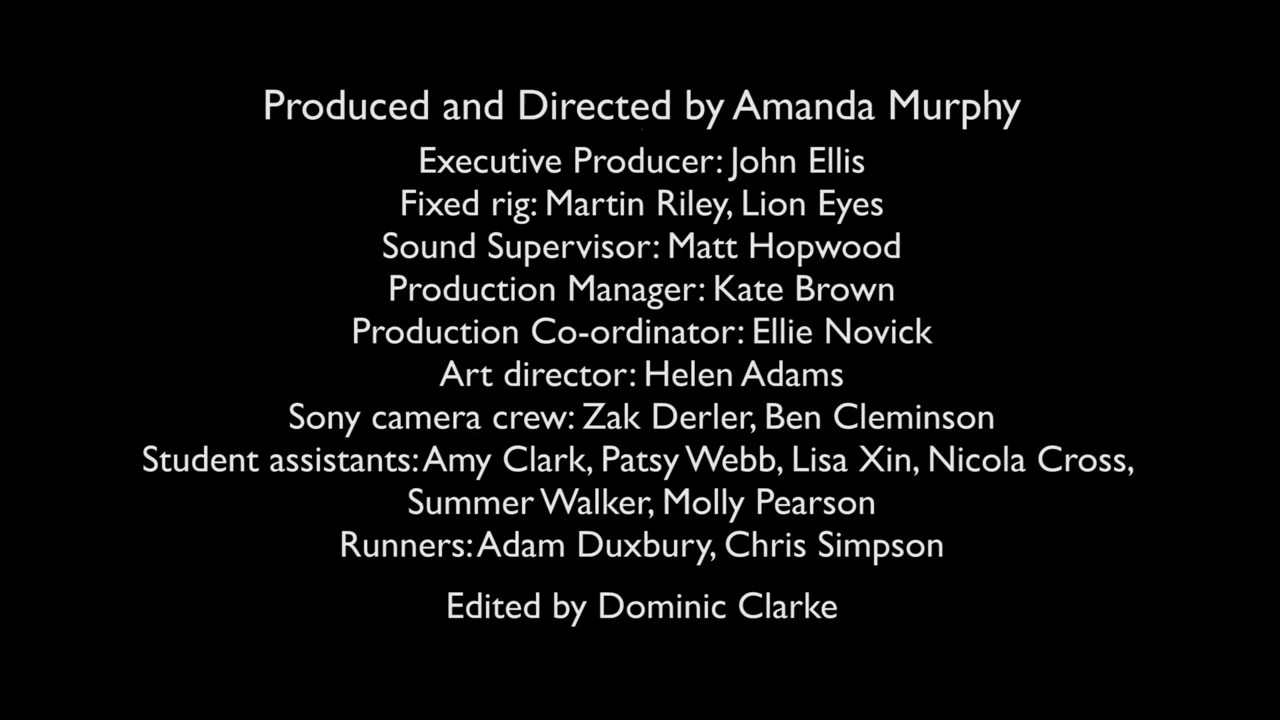 Produced and Directed by Amanda Murphy
Executive Producer: John Ellis
Fixed rig: Martin Riley, Lion Eyes
Sound Supervisor: Matt Hopwood
Production Manager: Kate Brown
Production Co-ordinator: Ellie Novick
Art director: Helen Adams
Sony camera crew: Zak Derler, Ben Cleminson
Student assistants: Amy Clark, Patsy Webb, Lisa Xin, Nicola Cross,
Summer Walker, Molly Pearson
Runners: Adam Duxbury, Chris Simpson
Edited by Dominic Clarke